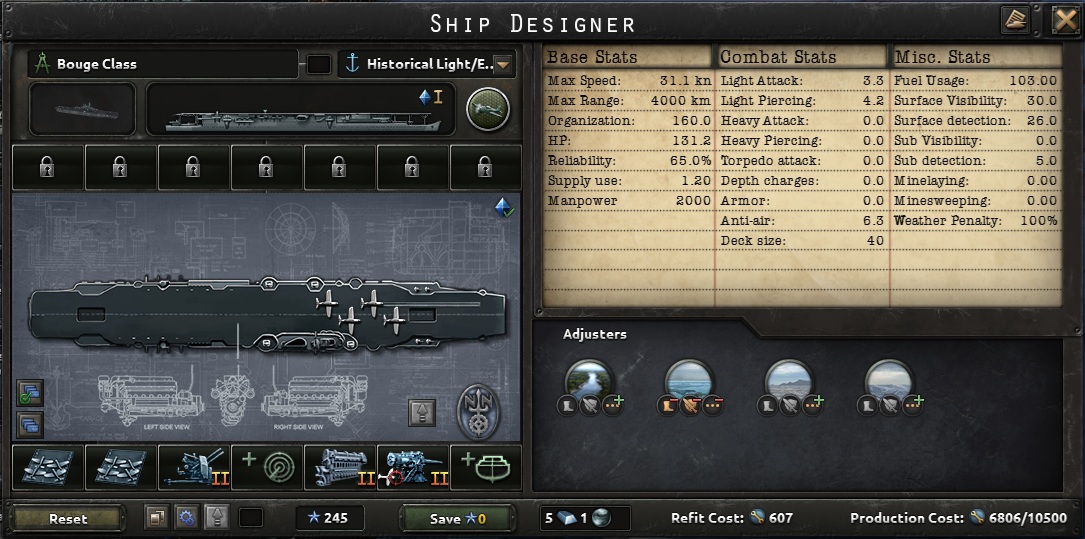 Ship Designer
Bouge Class
Historical Light/E..
I
LEFT SIDE VIEW
RIGHT SIDE VIEW
II
II
II
Base Stats
Max Speed: 31.1 kn
Max Range: 4000 km
Organization: 160.0
HP: 131.2
Reliability: 65.0%
Supply use: 1.20
Manpower 2000
Combat Stats
Light Attack: 3.3
Light Piercing: 4.2
Heavy Attack: 0.0
Heavy Piercing: 0.0
Torpedo attack: 0.0
Depth charges: 0.0
Armor: 0.0
Anti-air: 6.3
Deck size: 40
Misc. Stats
Fuel Usage: 103.00
Surface Visibility: 30.0
Surface detection: 26.0
Sub Visibility: 0.0
Sub detection: 5.0
Minelaying: 0.00
Minesweeping: 0.00
Weather Penalty: 100%
Adjusters
Reset
245
Save 0
5 1
Refit Cost: 607
Production Cost: 6806/10500